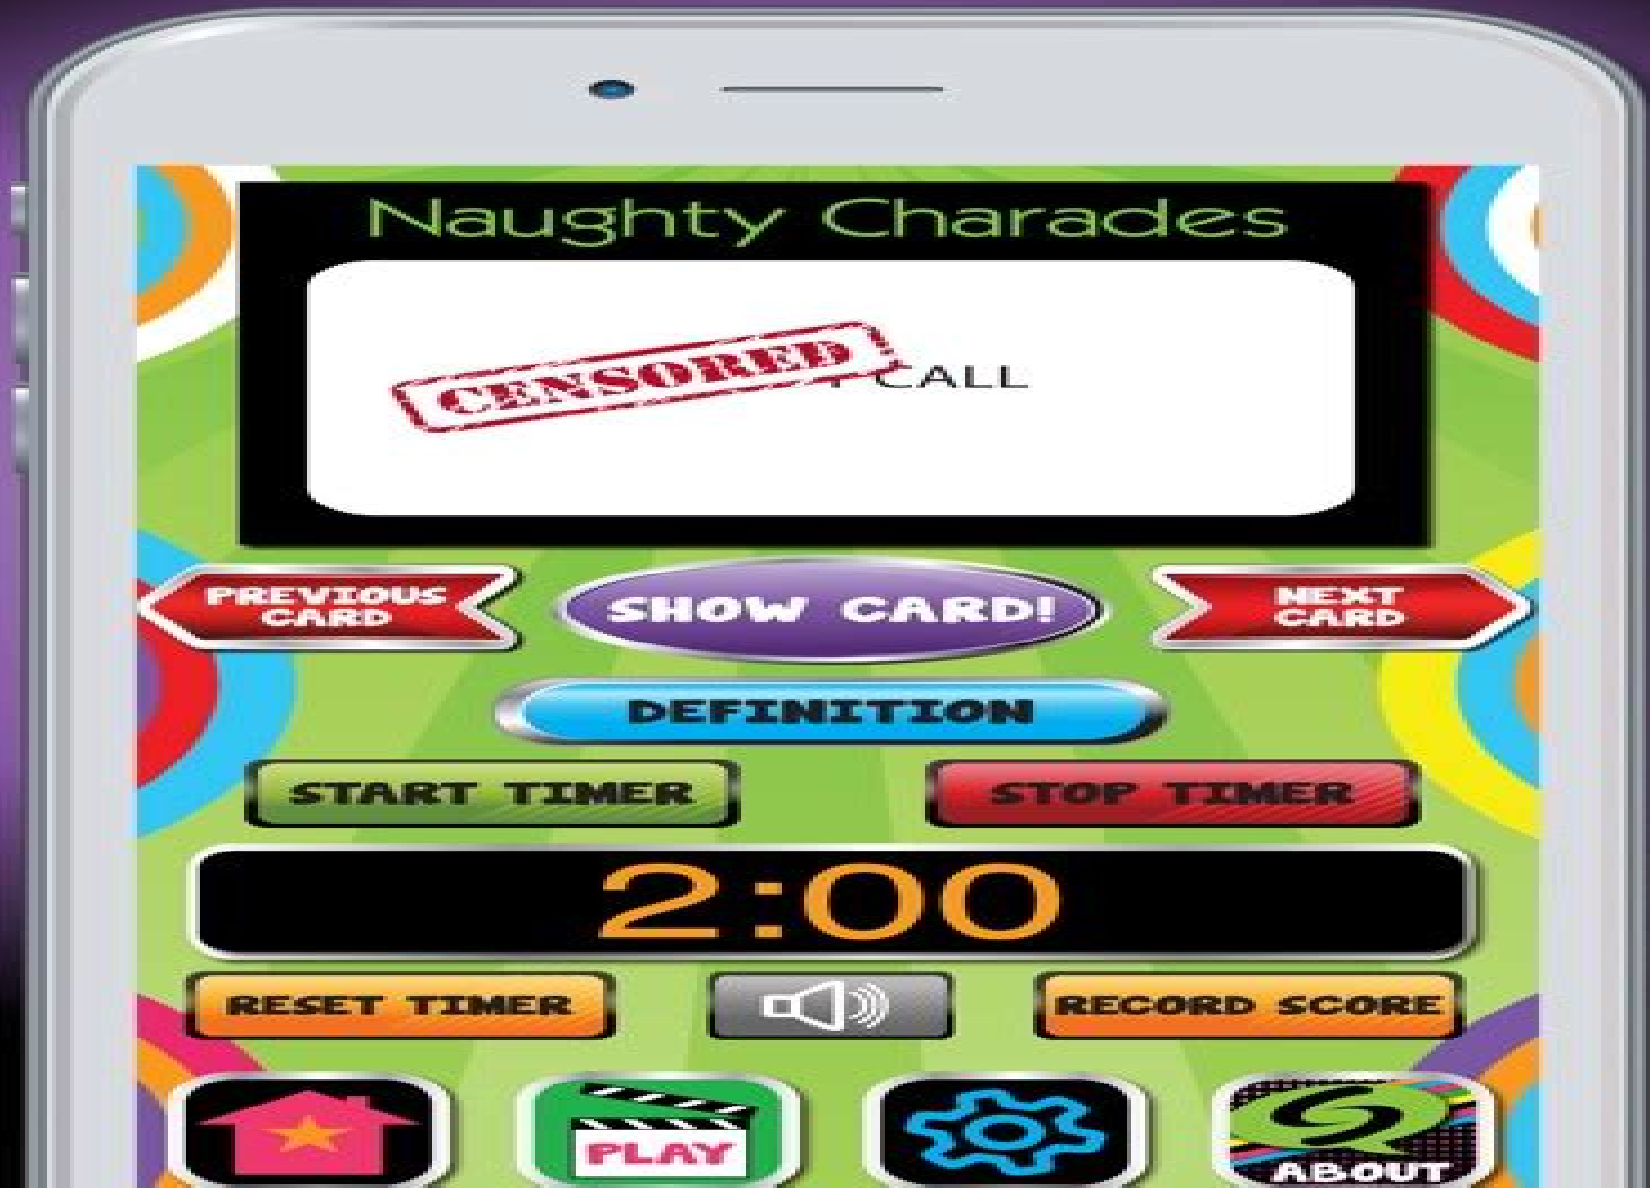 Naughty Charades
CENSORED
CALL
PREVIOUS
CARD
SHOW CARD!
NEXT
CARD
DEFINITION
START TIMER
STOP TIMER
2:00
RESET TIMER
RECORD SCORE
PLAY
ABOUT